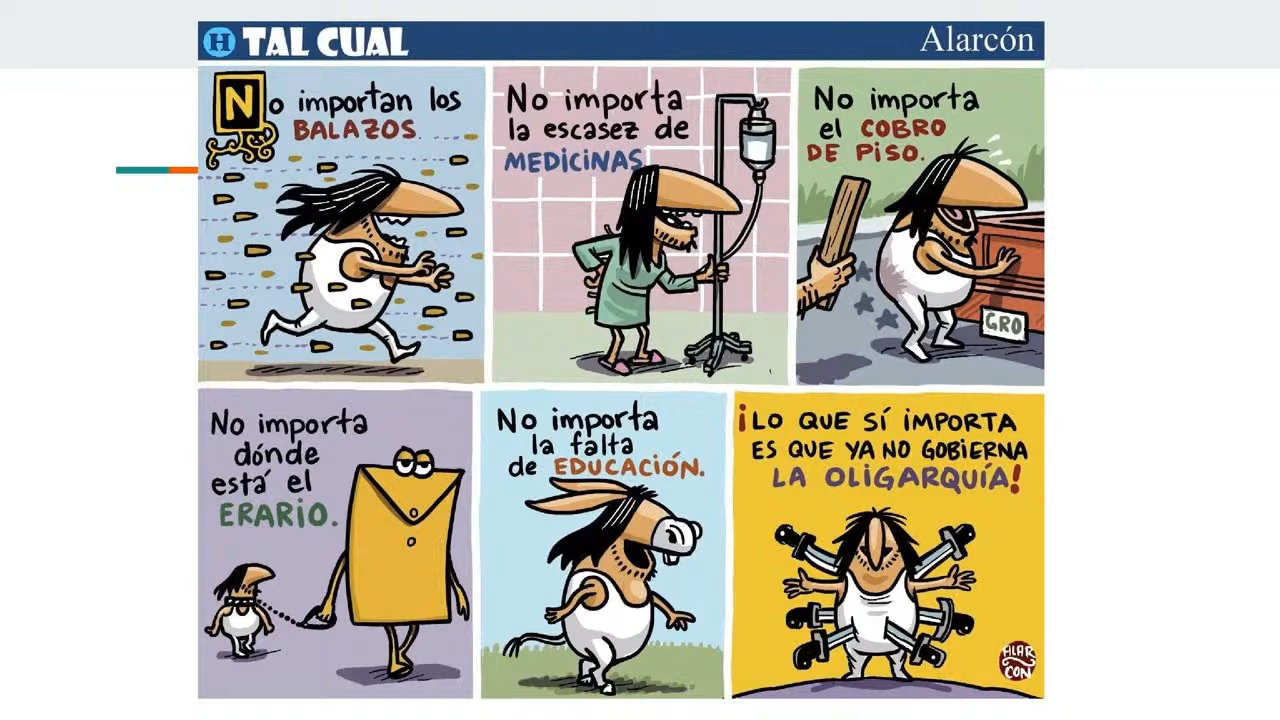 H TAL CUAL
Alarcón
No importan los
BALAZOS.
No importa
la escasez de
MEDICINAS
No importa
el COBRO
DE PISO.
GRO
No importa
dónde
está el
ERARIO.
No importa
la falta
de EDUCACIÓN.
¡LO QUE SÍ IMPORTA
ES QUE YA NO GOBIERNA
LA OLIGARQUÍA!
ALAR
CON